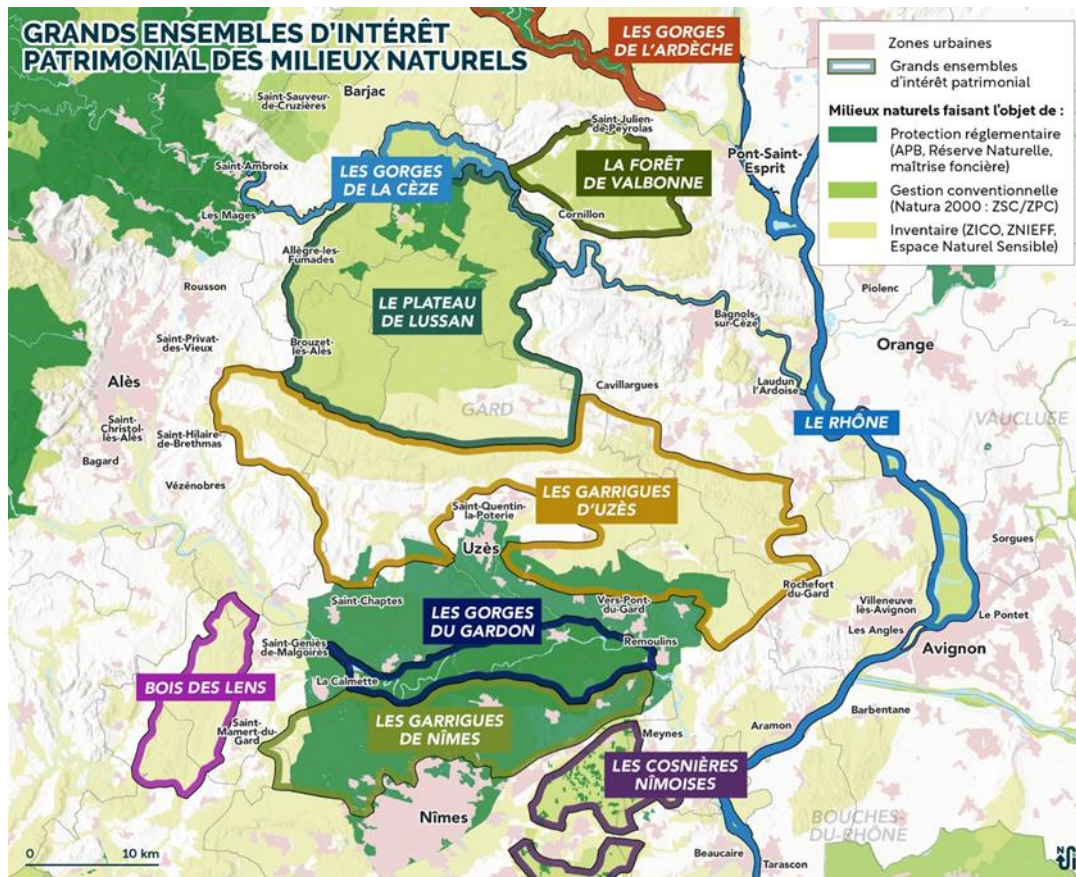 GRANDS ENSEMBLES D'INTÉRÊT
PATRIMONIAL DES MILIEUX NATURELS
LES GORGES
DE L'ARDÈCHE
Zones urbaines
Grands ensembles
d'intérêt patrimonial
Milieux naturels faisant l'objet de :
Protection réglementaire
(APB, Réserve Naturelle,
maîtrise foncière)
Gestion conventionnelle
(Natura 2000 : ZSC/ZPC)
Inventaire (ZICO, ZNIEFF,
Espace Naturel Sensible)
Saint-Sauveur-
de-Cruzières
Barjac
Saint-Julien-
de-Peyrolas
Pont-Saint-
Esprit
Saint-Ambroix
LES GORGES
DE LA CÈZE
LA FORÊT
DE VALBONNE
Les Mages
Cornillon
Allègre-les-
Fumades
Rousson
LE PLATEAU
DE LUSSAN
Piolenc
Bagnols-
sur-Cèze
Saint-Privat-
des-Vieux
Brouzet-
lès-Alès
Orange
Alès
Cavillargues
Laudun
l'Ardoise
GARD
VAUCLUSE
LE RHÔNE
Saint-
Christol-
lès-Alès
Saint-Hilaire-
de-Brethmas
Bagard
Vézénobres
LES GARRIGUES
D'UZÈS
Saint-Quentin-
la-Poterie
Uzès
Sorgues
Rochefort
du-Gard
Saint-Chaptes
Vers-Pont-
du-Gard
Villeneuve
lès-Avignon
Le Pontet
LES GORGES
DU GARDON
Les Angles
Saint-Geniès
de-Malgoirès
Remoulins
Avignon
La Calmette
BOIS DES LENS
Barbentane
Saint-
Mamert-du-
Gard
LES GARRIGUES
DE NÎMES
Aramon
Meynes
LES COSNIÈRES
NÎMOISES
Nîmes
BOUCHES-
DU-RHÔNE
0 10 km
Beaucaire
Tarascon
N